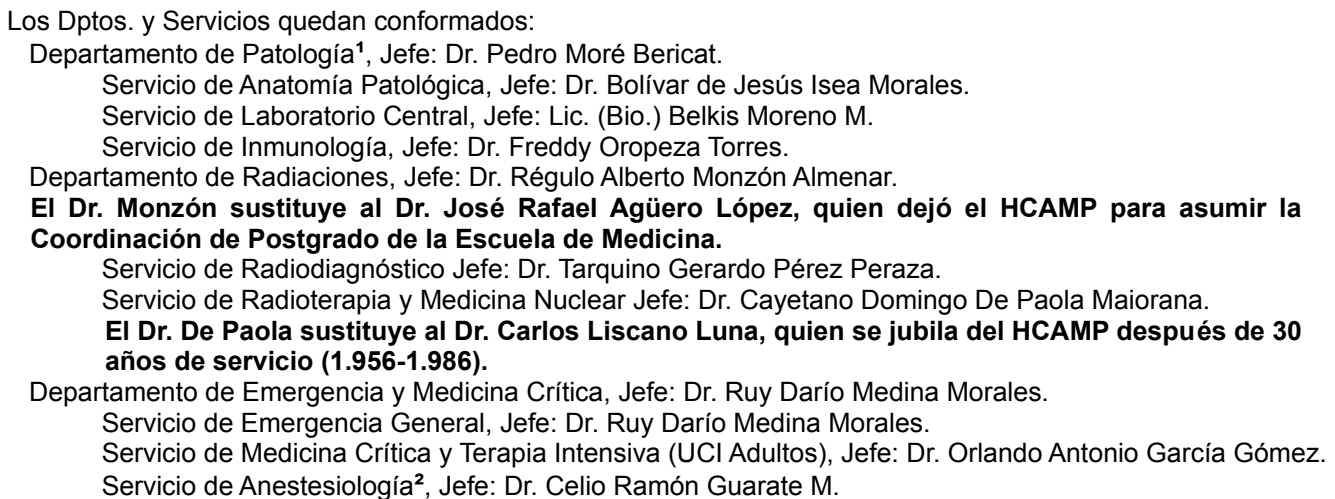 Los Dptos. y Servicios quedan conformados:
Departamento de Patología¹, Jefe: Dr. Pedro Moré Bericat.
Servicio de Anatomía Patológica, Jefe: Dr. Bolívar de Jesús Isea Morales.
Servicio de Laboratorio Central, Jefe: Lic. (Bio.) Belkis Moreno M.
Servicio de Inmunología, Jefe: Dr. Freddy Oropeza Torres.
Departamento de Radiaciones, Jefe: Dr. Régulo Alberto Monzón Almenar.
El Dr. Monzón sustituye al Dr. José Rafael Agüero López, quien dejó el HCAMP para asumir la
Coordinación de Postgrado de la Escuela de Medicina.
Servicio de Radiodiagnóstico Jefe: Dr. Tarquino Gerardo Pérez Peraza.
Servicio de Radioterapia y Medicina Nuclear Jefe: Dr. Cayetano Domingo De Paola Maiorana.
El Dr. De Paola sustituye al Dr. Carlos Liscano Luna, quien se jubila del HCAMP después de 30
años de servicio (1.956-1.986).
Departamento de Emergencia y Medicina Crítica, Jefe: Dr. Ruy Darío Medina Morales.
Servicio de Emergencia General, Jefe: Dr. Ruy Darío Medina Morales.
Servicio de Medicina Crítica y Terapia Intensiva (UCI Adultos), Jefe: Dr. Orlando Antonio García Gómez.
Servicio de Anestesiología², Jefe: Dr. Celio Ramón Guarate M.